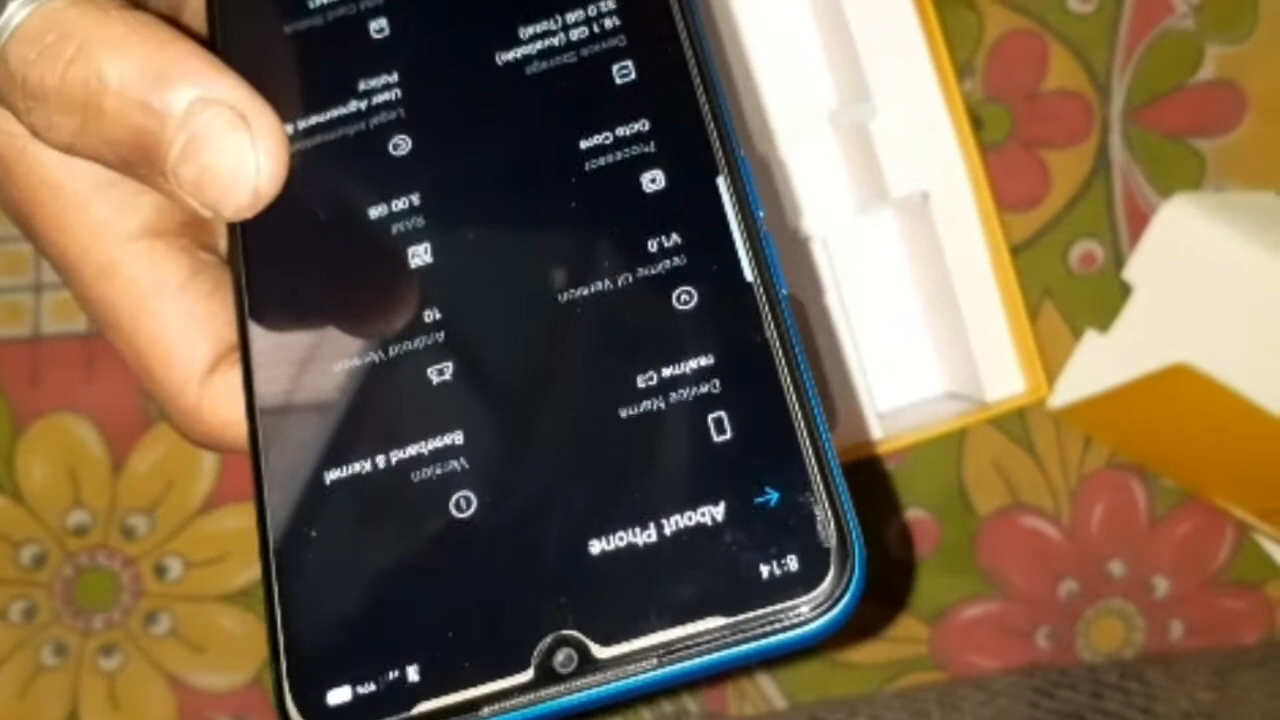 8:14
About Phone
Device Name
realme C3
Version
Baseband & Kernel
realme UI Version
V1.0
Android Version
10
Processor
Octa Core
RAM
3.00 GB
Device Storage
18.1 GB (Available)
32.0 GB (Total)
Legal Information
User Agreement &
Policy